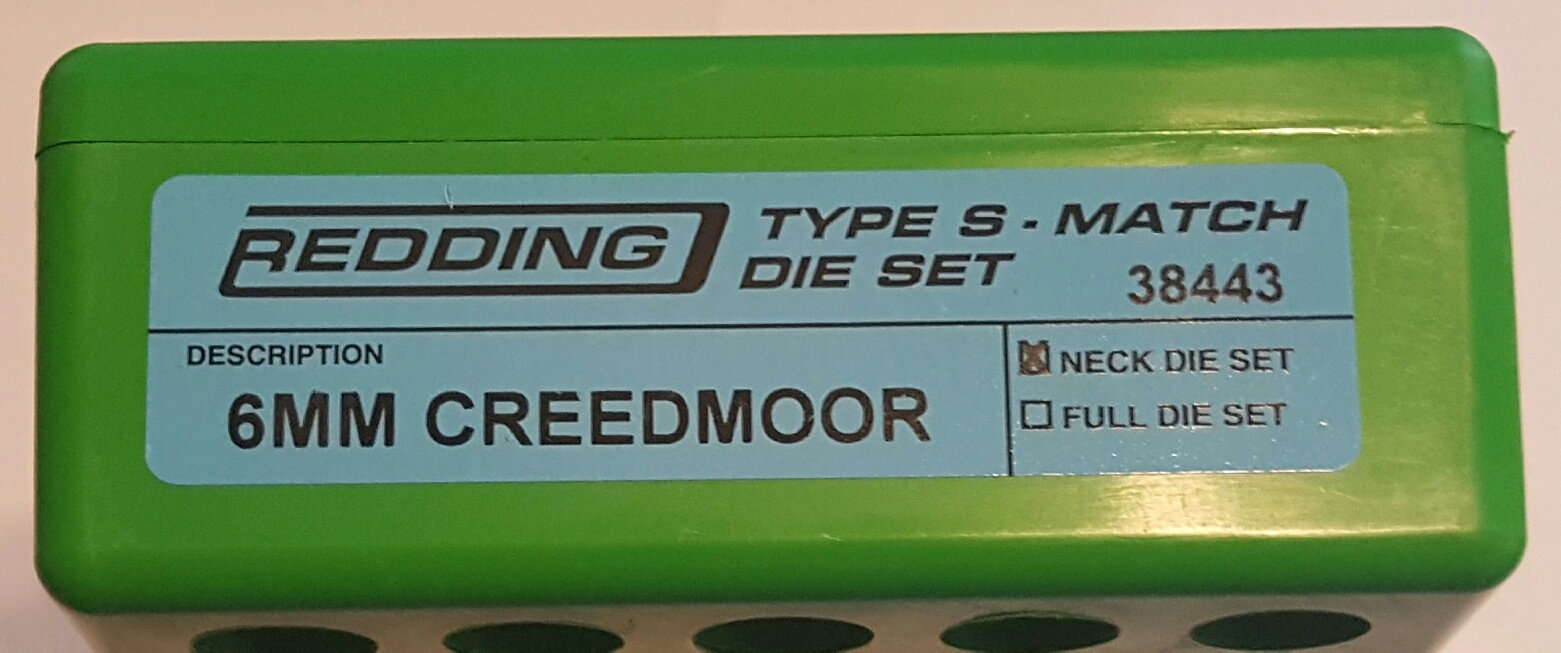 REDDING TYPE S - MATCH
DIE SET 38443
DESCRIPTION
6MM CREEDMOOR
NECK DIE SET
FULL DIE SET